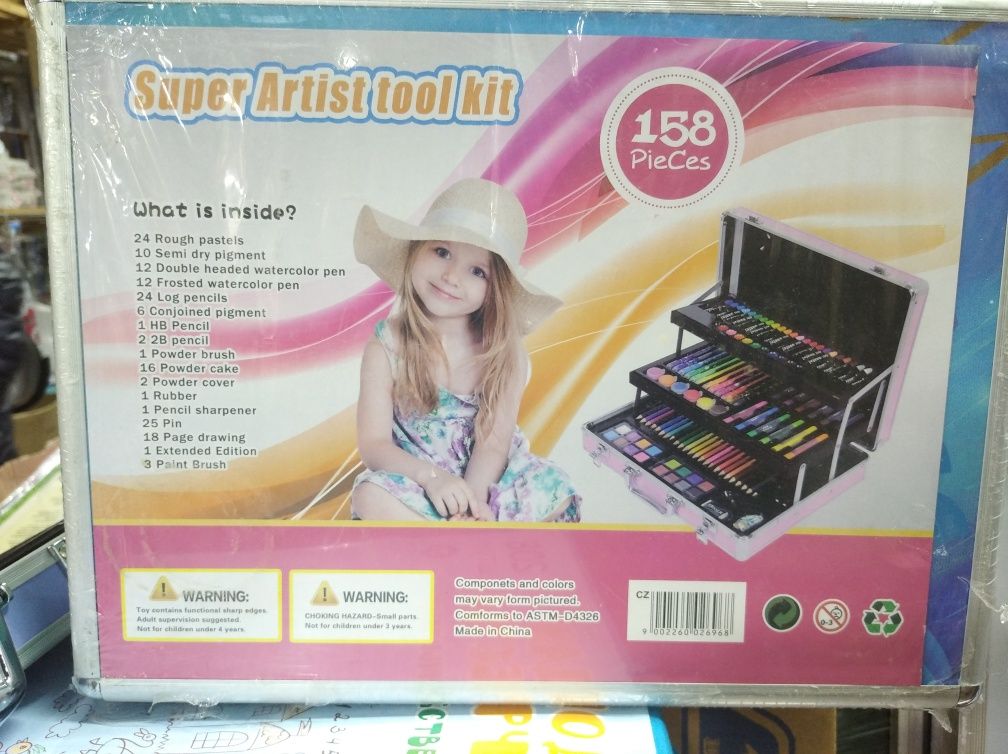 Super Artist tool kit
158
PieCes
What is inside?
24 Rough pastels
10 Semi dry pigment
12 Double headed watercolor pen
12 Frosted watercolor pen
24 Log pencils
6 Conjoined pigment
1 HB Pencil
2 2B pencil
1 Powder brush
16 Powder cake
2 Powder cover
1 Rubber
1 Pencil sharpener
25 Pin
18 Page drawing
1 Extended Edition
3 Paint Brush
WARNING:
Toy contains functional sharp edges.
Adult supervision suggested.
Not for children under 4 years.
WARNING:
CHOKING HAZARD-Small parts.
Not for children under 3 years.
Componets and colors
may vary form pictured.
Comforms to ASTM-D4326
Made in China
CZ
9 002260 026968
0-3